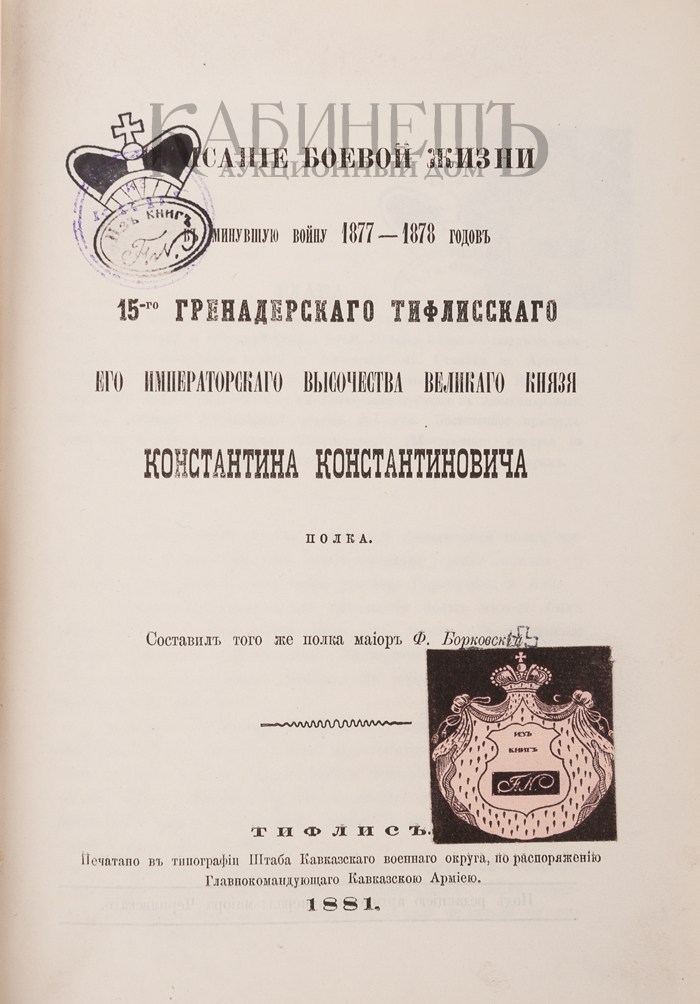 КАБИНЕТЪ
АУКЦИОННЫЙ ДОМ
ПИСАНІЕ БОЕВОЙ ЖИЗНИ
ИЗЪ КНИГЪ
F.N.
ВЪ МИНУВШУЮ ВОЙНУ 1877—1878 ГОДОВЪ
15-ГО ГРЕНАДЕРСКАГО ТИФЛИССКАГО
ЕГО ИМПЕРАТОРСКАГО ВЫСОЧЕСТВА ВЕЛИКАГО КНЯЗЯ
КОНСТАНТИНА КОНСТАНТИНОВИЧА
ПОЛКА.
Составилъ того же полка маіоръ Ф. Борковскій
ИЗЪ
КНИГЪ
F.N.
ТИФЛИСЪ.
Печатано въ типографіи Штаба Кавказскаго военнаго округа, по распоряженію
Главнокомандующаго Кавказскою Арміею.
1881.